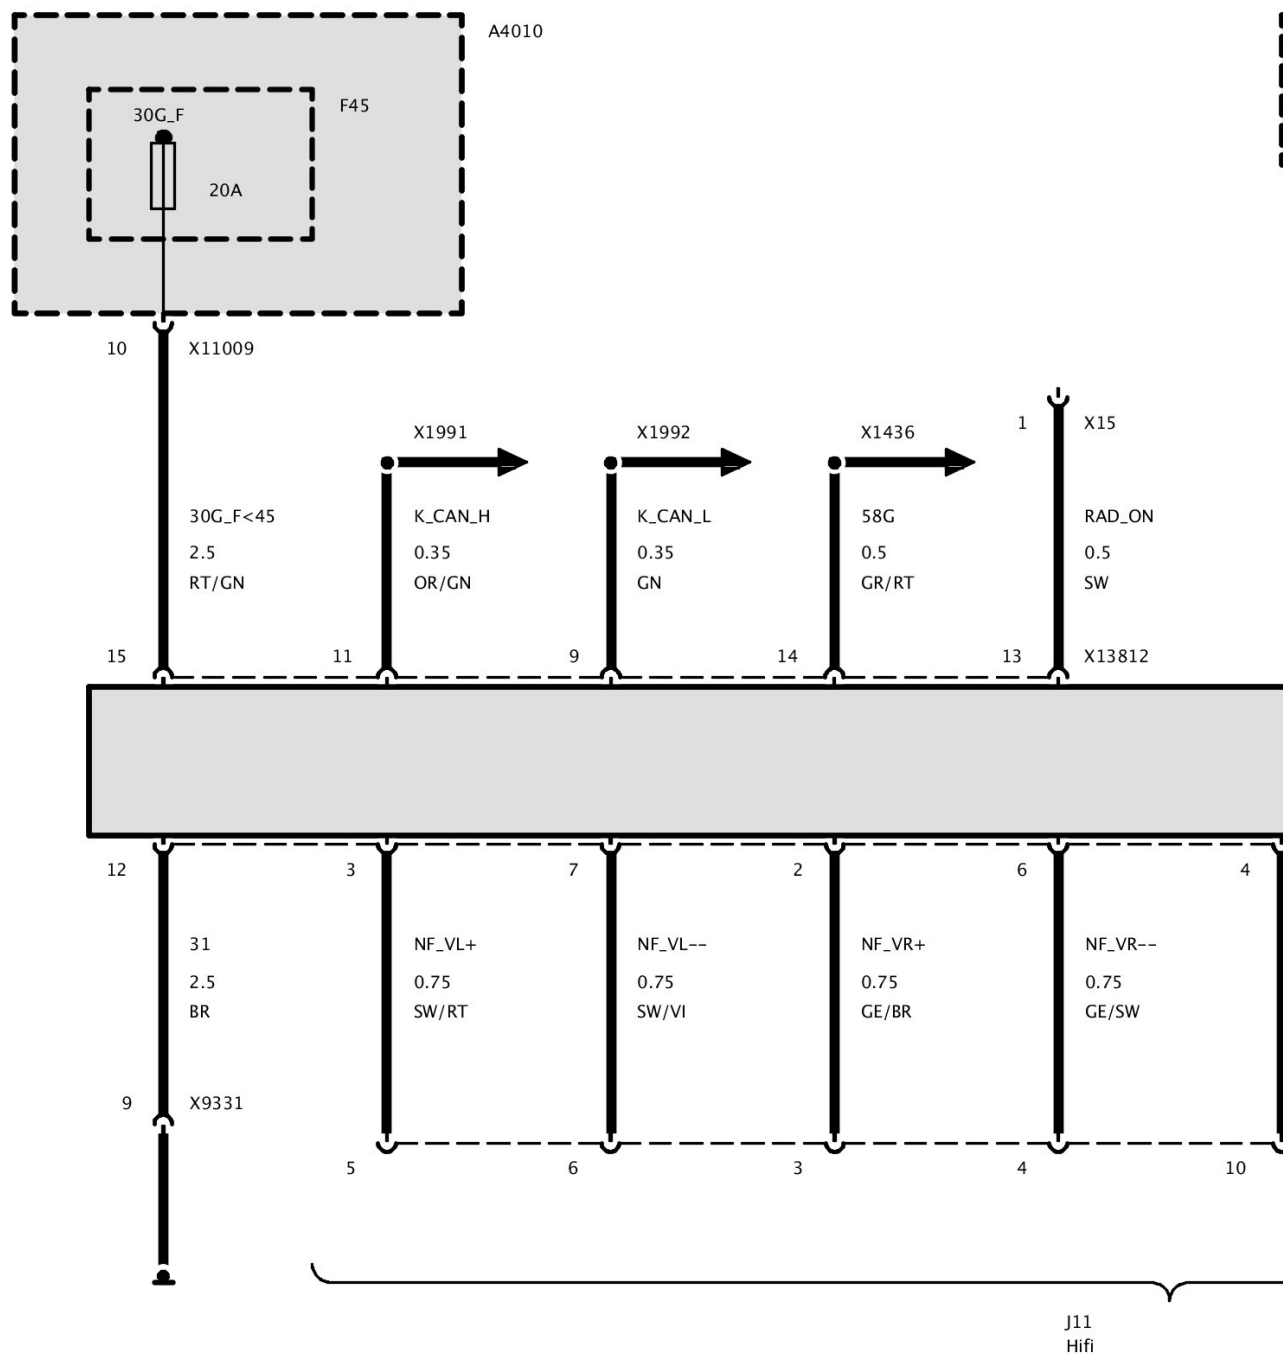 A4010
F45
30G_F
20A
10 X11009
X1991 X1992 X1436
1 X15
30G_F<45 K_CAN_H K_CAN_L 58G RAD_ON
2.5 0.35 0.35 0.5 0.5
RT/GN OR/GN GN GR/RT SW
15 11 9 14 13 X13812
12 3 7 2 6 4
31 NF_VL+ NF_VL-- NF_VR+ NF_VR--
2.5 0.75 0.75 0.75 0.75
BR SW/RT SW/VI GE/BR GE/SW
9 X9331
5 6 3 4 10
J11
Hifi